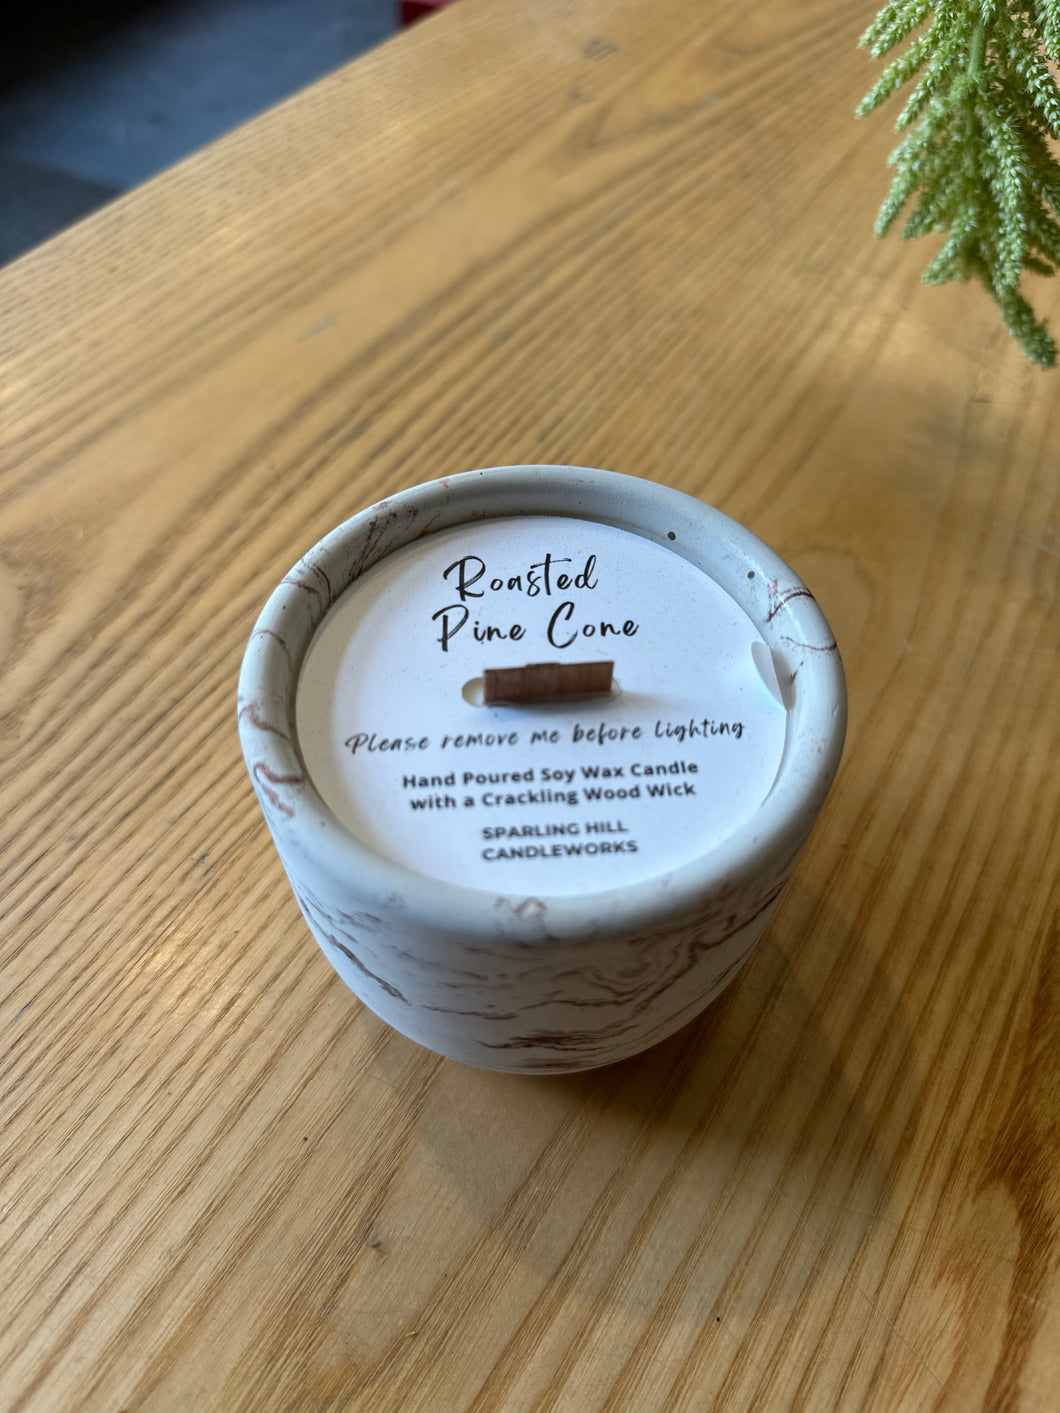 Roasted
Pine Cone
Please remove me before lighting
Hand Poured Soy Wax Candle
with a Crackling Wood Wick
SPARLING HILL
CANDLEWORKS